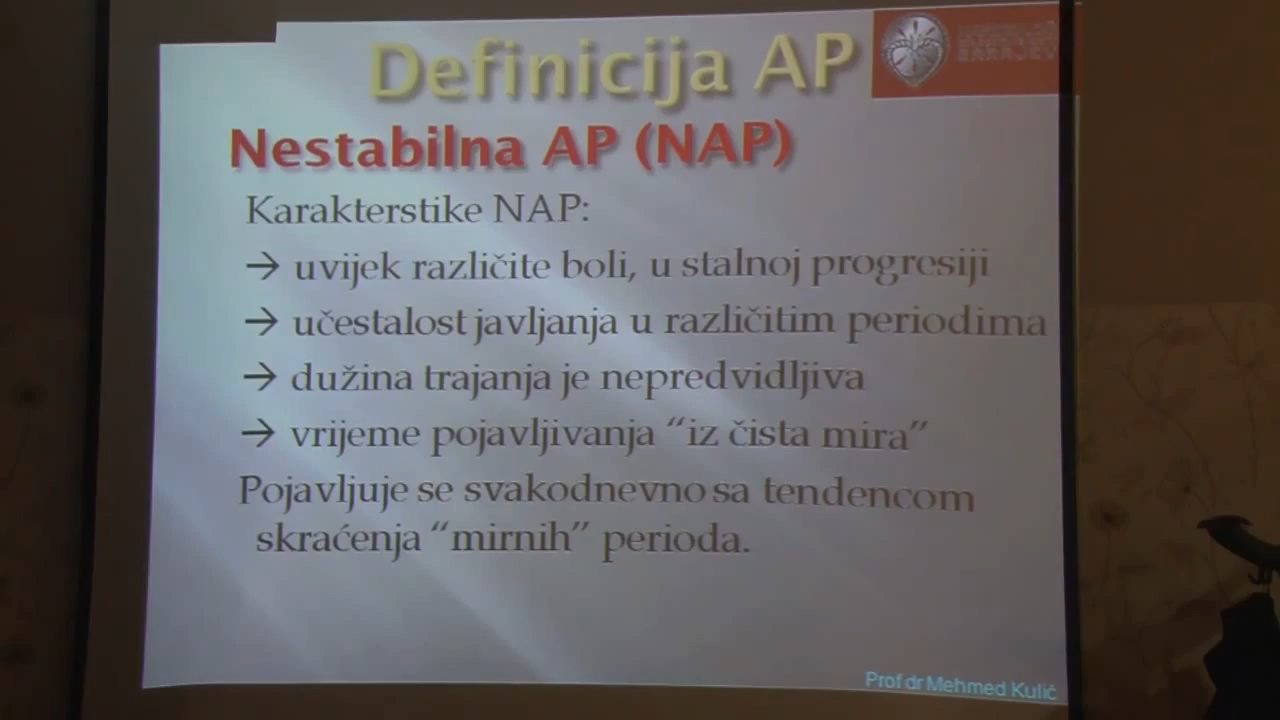 Definicija AP
SARAJEVO
Nestabilna AP (NAP)
Karakterstike NAP:
→ uvijek različite boli, u stalnoj progresiji
→ učestalost javljanja u različitim periodima
→ dužina trajanja je nepredvidljiva
→ vrijeme pojavljivanja “iz čista mira”
Pojavljuje se svakodnevno sa tendencom
skraćenja “mirnih” perioda.
Prof dr Mehmed Kulić